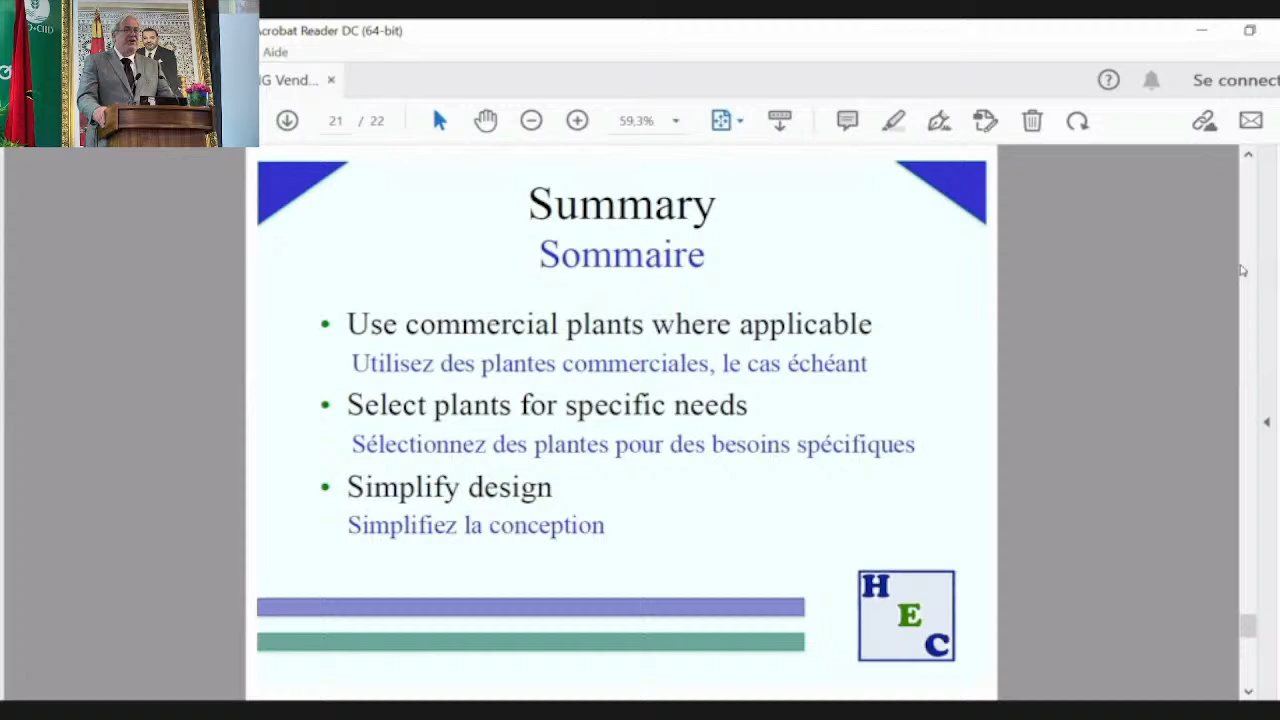 CIID
Acrobat Reader DC (64-bit)
Aide
G Vend... ×
Se connect
21 / 22
59,3%
Summary
Sommaire
• Use commercial plants where applicable
Utilisez des plantes commerciales, le cas échéant
• Select plants for specific needs
Sélectionnez des plantes pour des besoins spécifiques
• Simplify design
Simplifiez la conception
H
E
C